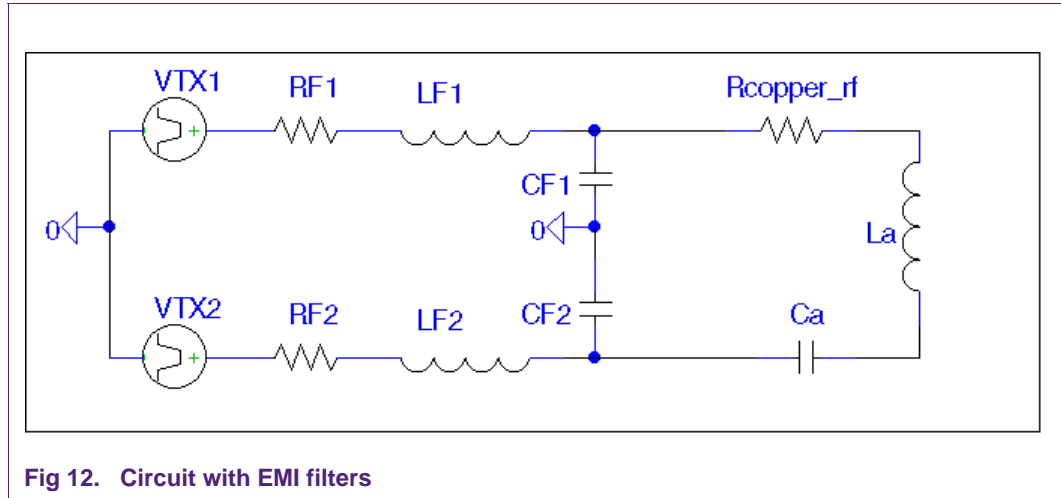 VTX1
RF1
LF1
Rcopper_rf
+
CF1
0
0
La
VTX2
RF2
LF2
CF2
Ca
+
Fig 12. Circuit with EMI filters